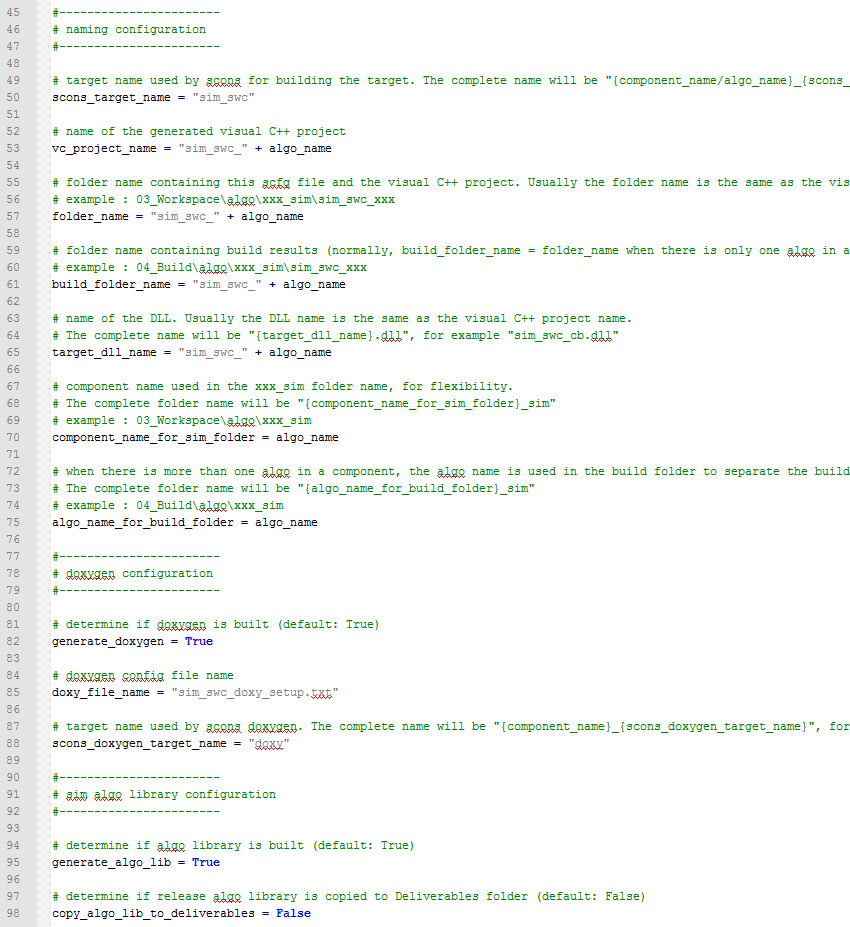 45 #-----------------------
46 # naming configuration
47 #-----------------------
48
49 # target name used by scons for building the target. The complete name will be "{component_name/algo_name}_{scons_
50 scons_target_name = "sim_swc"
51
52 # name of the generated visual C++ project
53 vc_project_name = "sim_swc_" + algo_name
54
55 # folder name containing this scfg file and the visual C++ project. Usually the folder name is the same as the vis
56 # example : 03_Workspace\algo\xxx_sim\sim_swc_xxx
57 folder_name = "sim_swc_" + algo_name
58
59 # folder name containing build results (normally, build_folder_name = folder_name when there is only one algo in a
60 # example : 04_Build\algo\xxx_sim\sim_swc_xxx
61 build_folder_name = "sim_swc_" + algo_name
62
63 # name of the DLL. Usually the DLL name is the same as the visual C++ project name.
64 # The complete name will be "{target_dll_name}.dll", for example "sim_swc_cb.dll"
65 target_dll_name = "sim_swc_" + algo_name
66
67 # component name used in the xxx_sim folder name, for flexibility.
68 # The complete folder name will be "{component_name_for_sim_folder}_sim"
69 # example : 03_Workspace\algo\xxx_sim
70 component_name_for_sim_folder = algo_name
71
72 # when there is more than one algo in a component, the algo name is used in the build folder to separate the build
73 # The complete folder name will be "{algo_name_for_build_folder}_sim"
74 # example : 04_Build\algo\xxx_sim
75 algo_name_for_build_folder = algo_name
76
77 #-----------------------
78 # doxygen configuration
79 #-----------------------
80
81 # determine if doxygen is built (default: True)
82 generate_doxygen = True
83
84 # doxygen config file name
85 doxy_file_name = "sim_swc_doxy_setup.txt"
86
87 # target name used by scons doxygen. The complete name will be "{component_name}_{scons_doxygen_target_name}", for
88 scons_doxygen_target_name = "doxy"
89
90 #-----------------------
91 # sim algo library configuration
92 #-----------------------
93
94 # determine if algo library is built (default: True)
95 generate_algo_lib = True
96
97 # determine if release algo library is copied to Deliverables folder (default: False)
98 copy_algo_lib_to_deliverables = False